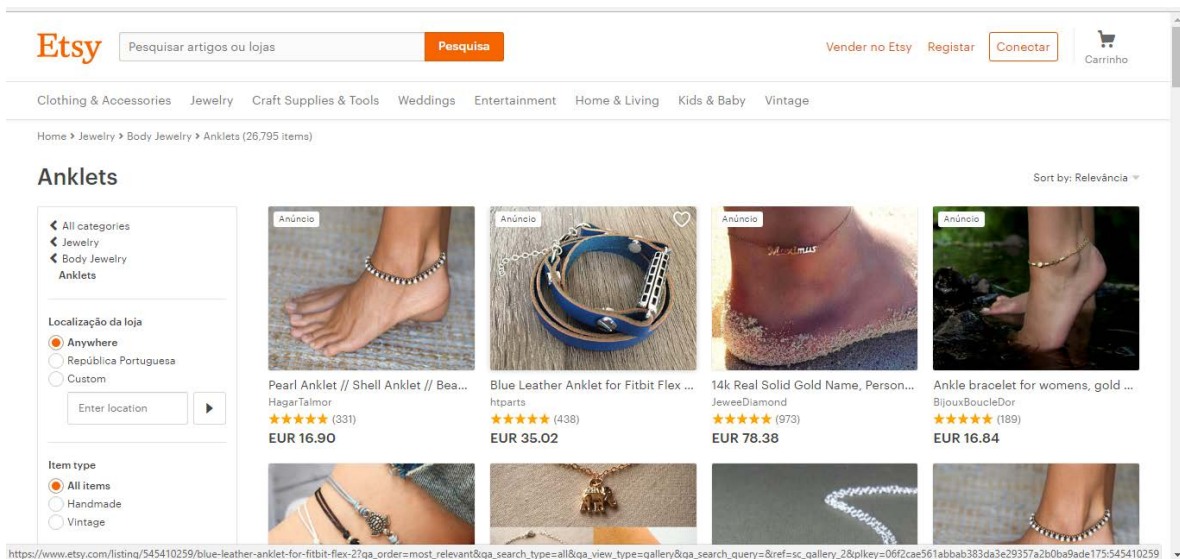 Etsy
Pesquisar artigos ou lojas
Pesquisa
Vender no Etsy
Registar
Conectar
Carrinho
Clothing & Accessories Jewelry Craft Supplies & Tools Weddings Entertainment Home & Living Kids & Baby Vintage
Home > Jewelry > Body Jewelry > Anklets (26,795 items)
Anklets
Sort by: Relevância
All categories
Jewelry
Body Jewelry
Anklets
Localização da loja
Anywhere
República Portuguesa
Custom
Enter location
Item type
All items
Handmade
Vintage
Anúncio
Pearl Anklet // Shell Anklet // Bea...
HagarTalmor
(331)
EUR 16.90
Anúncio
Blue Leather Anklet for Fitbit Flex ...
htparts
(438)
EUR 35.02
Anúncio
Maximus
14k Real Solid Gold Name, Person...
JeweeDiamond
(973)
EUR 78.38
Anúncio
Ankle bracelet for womens, gold ...
BijouxBoucleDor
(189)
EUR 16.84
https://www.etsy.com/listing/545410259/blue-leather-anklet-for-fitbit-flex-2?ga_order=most_relevant&ga_search_type=all&ga_view_type=gallery&ga_search_query=&ref=sc_gallery_2&plkey=06f2cae561abbab383da3e29357a2b0ba9ade175:545410259